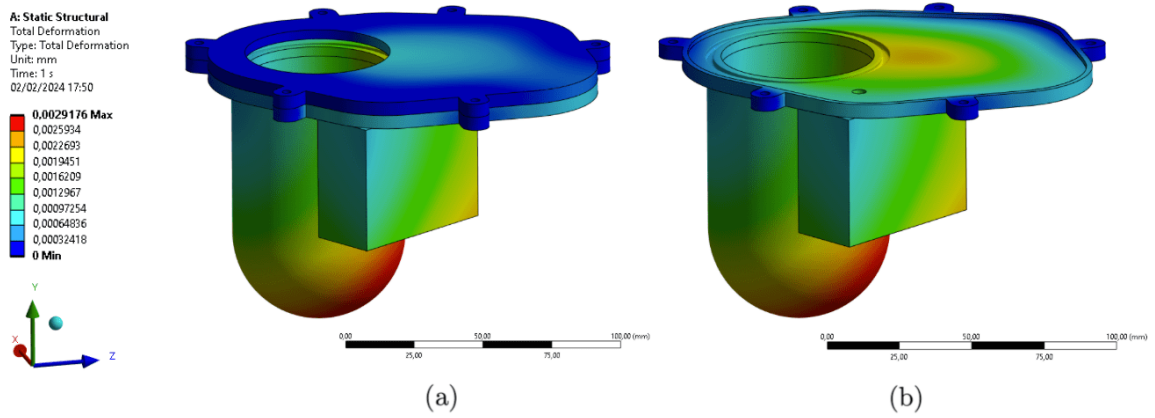 A: Static Structural
Total Deformation
Type: Total Deformation
Unit: mm
Time: 1 s
02/02/2024 17:50
0,0029176 Max
0,0025934
0,0022693
0,0019451
0,0016209
0,0012967
0,00097254
0,00064836
0,00032418
0 Min
Y
X
Z
0,00 50,00 100,00 (mm)
25,00 75,00
0,00 50,00 100,00 (mm)
25,00 75,00
(a) (b)